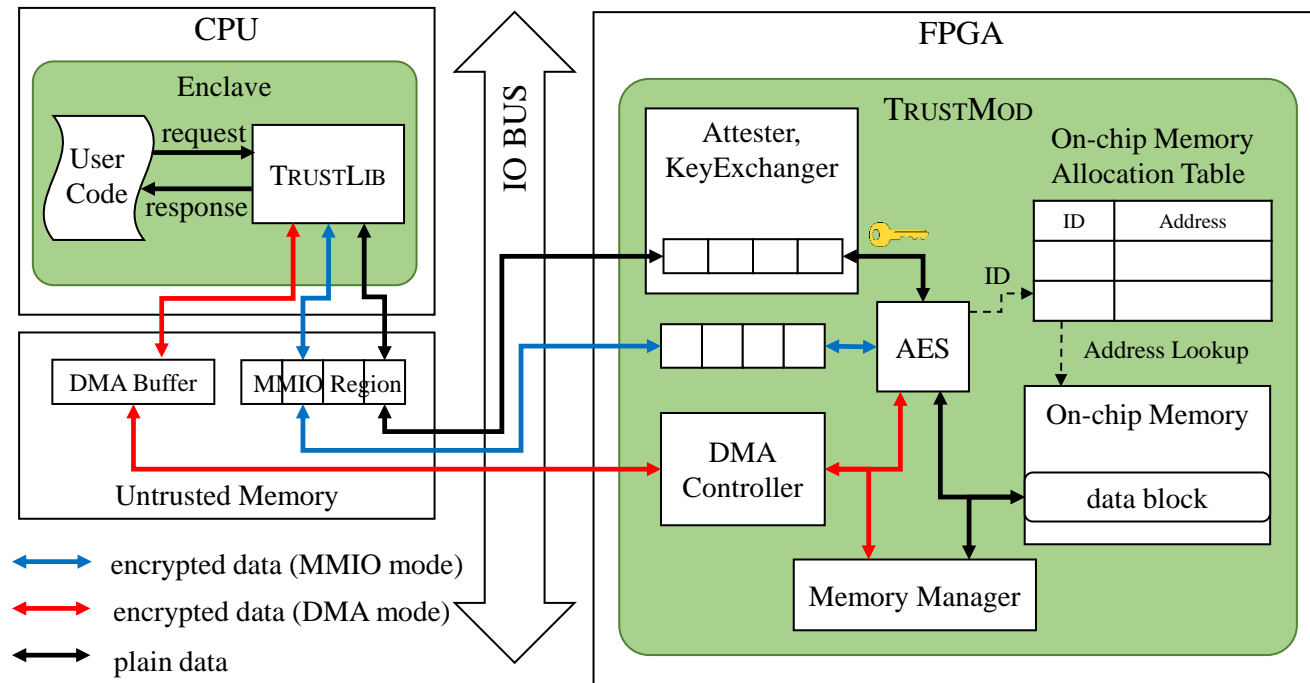 CPU
Enclave
User
Code
request
response
TRUSTLIB
DMA Buffer
MMIO Region
Untrusted Memory
encrypted data (MMIO mode)
encrypted data (DMA mode)
plain data
IO BUS
FPGA
TRUSTMOD
Attester,
KeyExchanger
On-chip Memory
Allocation Table
ID
Address
ID
AES
Address Lookup
On-chip Memory
data block
DMA
Controller
Memory Manager